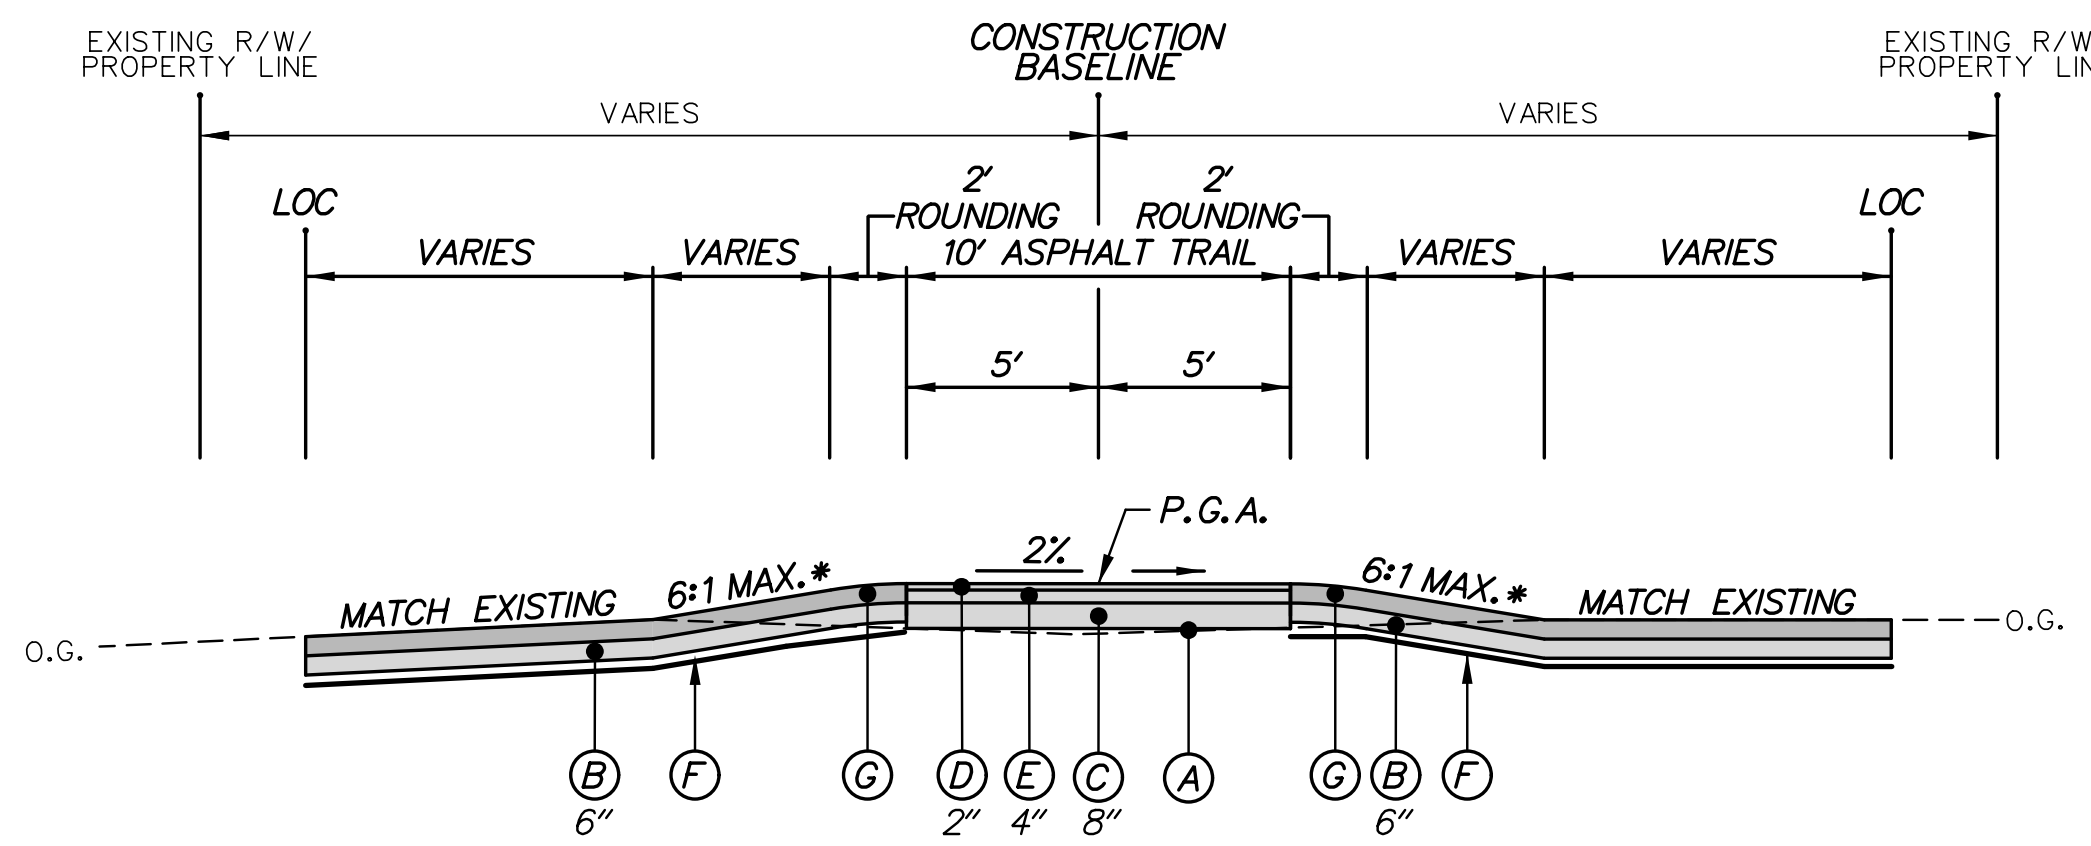 EXISTING R/W/
PROPERTY LINE
CONSTRUCTION
BASELINE
EXISTING R/W
PROPERTY LIN
VARIES
VARIES
LOC
2'
ROUNDING
2'
ROUNDING
LOC
VARIES
VARIES
10' ASPHALT TRAIL
VARIES
VARIES
5'
5'
P.G.A.
2%
MATCH EXISTING
6:1 MAX.*
6:1 MAX.*
MATCH EXISTING
O.G.
O.G.
B
F
G
D
E
C
A
G
B
F
6"
2"
4"
8"
6"